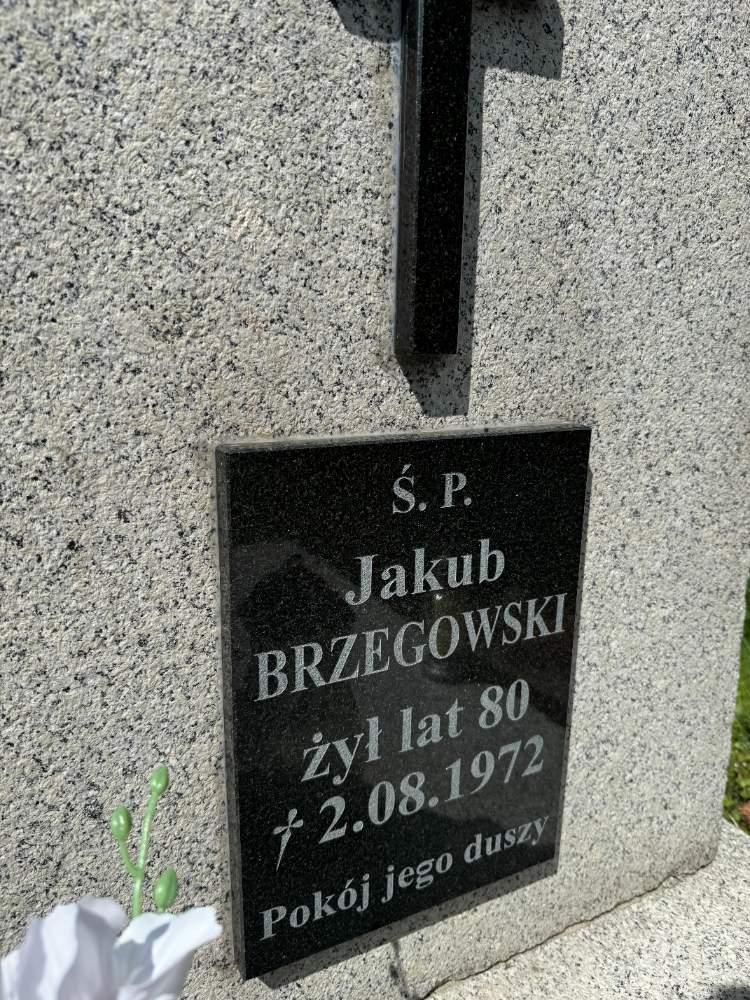 Ś. P.
Jakub
BRZEGOWSKI
żył lat 80
† 2.08.1972
Pokój jego duszy